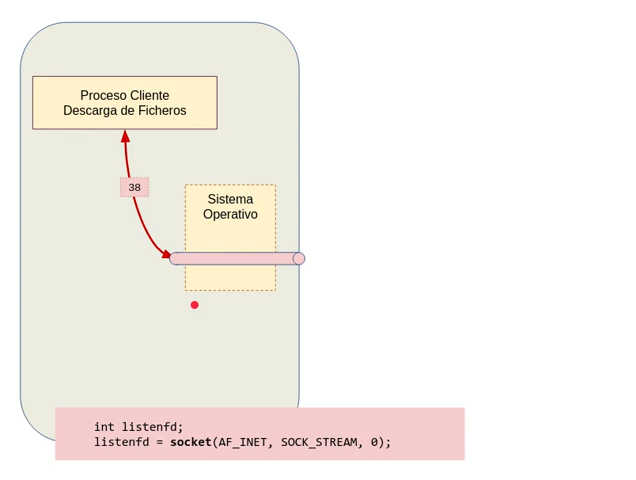 Proceso Cliente
Descarga de Ficheros
38
Sistema
Operativo
int listenfd;
listenfd = socket(AF_INET, SOCK_STREAM, 0);